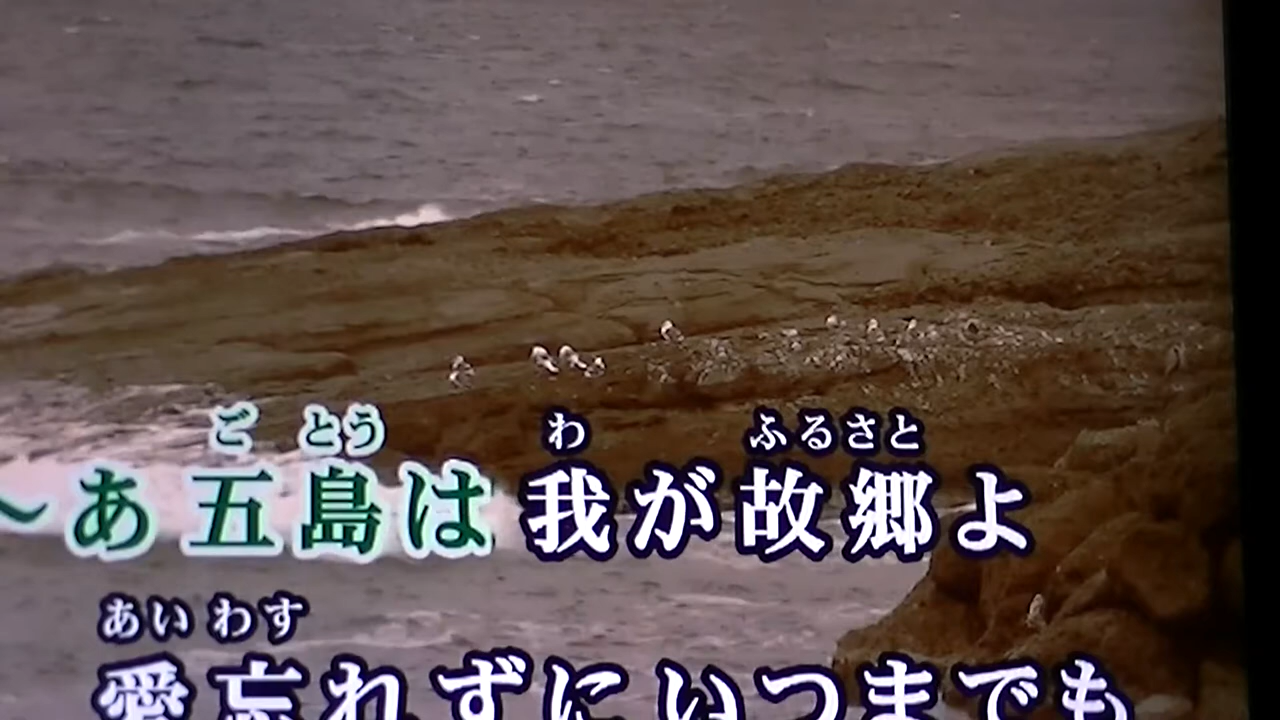 ご とう わ ふるさと
〜あ五島は 我が故郷よ
あい わす
愛忘れずに いつまでも